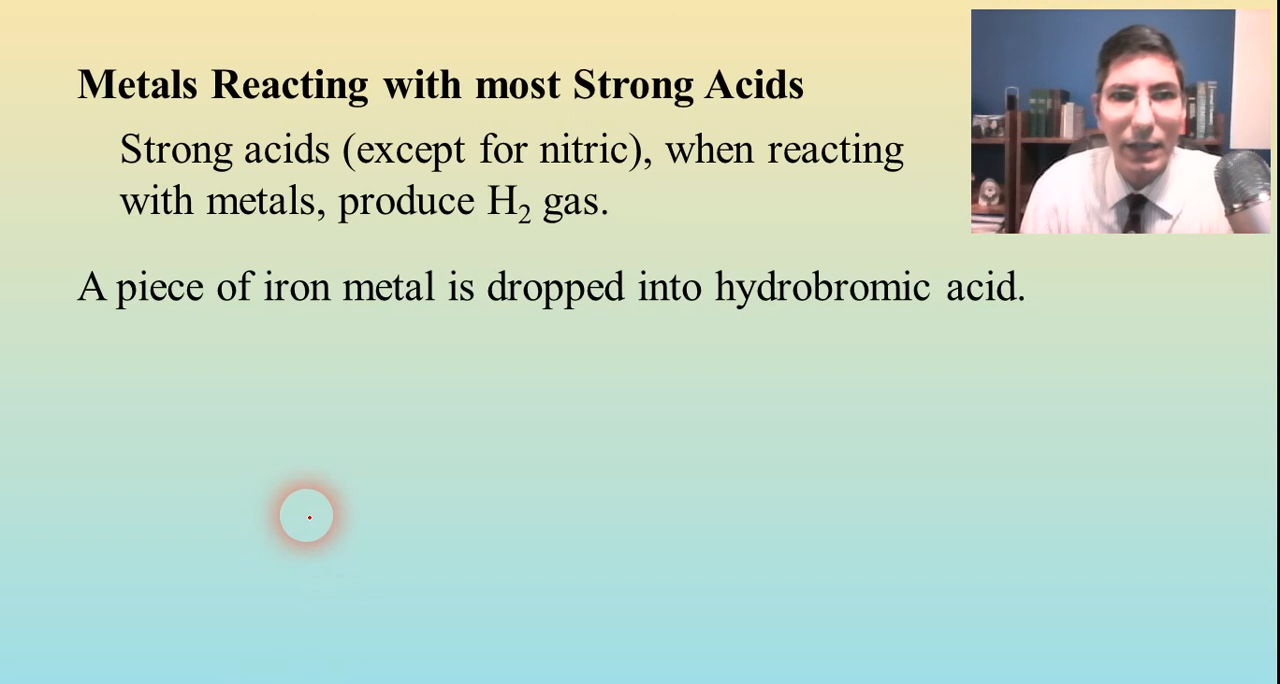 Metals Reacting with most Strong Acids
Strong acids (except for nitric), when reacting
with metals, produce H₂ gas.
A piece of iron metal is dropped into hydrobromic acid.